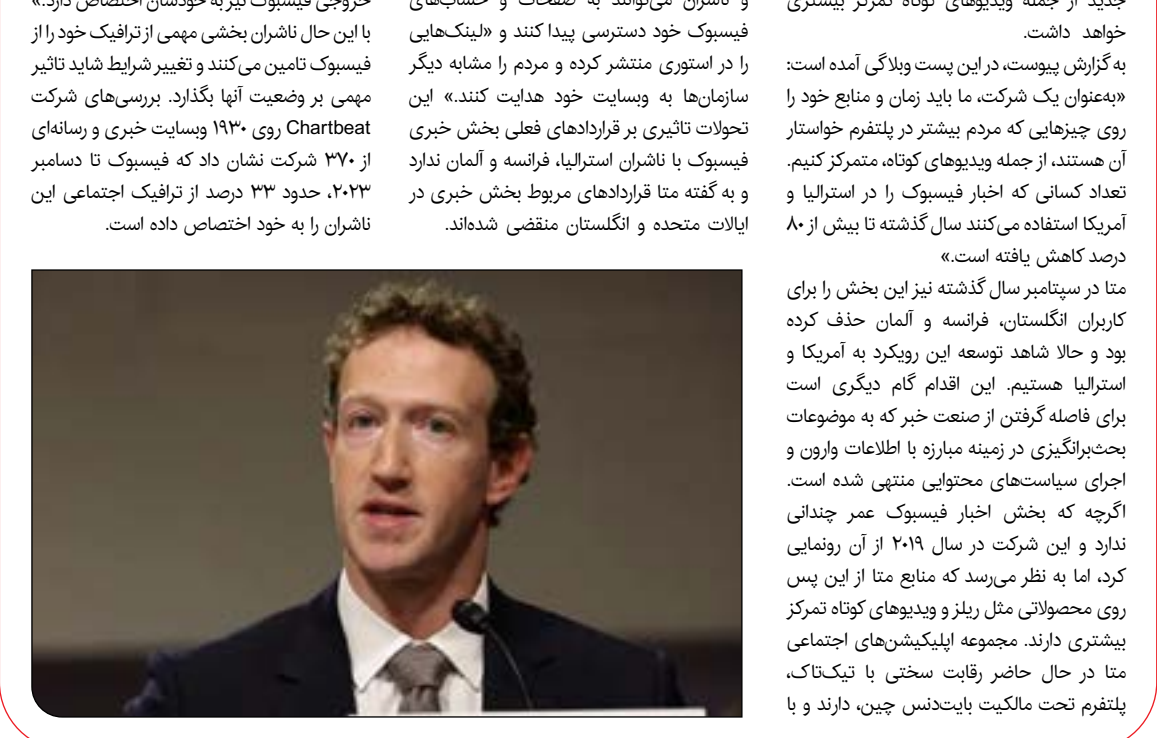 جدید از جمله ویدیوهای کوتاه تمرکز بیشتری
خواهد داشت.
به گزارش پیوست، در این پست وبلاگی آمده است:
«به‌عنوان یک شرکت، ما باید زمان و منابع خود را
روی چیزهایی که مردم بیشتر در پلتفرم خواستار
آن هستند، از جمله ویدیوهای کوتاه، متمرکز کنیم.
تعداد کسانی که اخبار فیسبوک را در استرالیا و
آمریکا استفاده می‌کنند سال گذشته تا بیش از ۸۰
درصد کاهش یافته است.»
متا در سپتامبر سال گذشته نیز این بخش را برای
کاربران انگلستان، فرانسه و آلمان حذف کرده
بود و حالا شاهد توسعه این رویکرد به آمریکا و
استرالیا هستیم. این اقدام گام دیگری است
برای فاصله گرفتن از صنعت خبر که به موضوعات
بحث‌برانگیزی در زمینه مبارزه با اطلاعات وارون و
اجرای سیاست‌های محتوایی منتهی شده است.
اگرچه که بخش اخبار فیسبوک عمر چندانی
ندارد و این شرکت در سال ۲۰۱۹ از آن رونمایی
کرد، اما به نظر می‌رسد که منابع متا از این پس
روی محصولاتی مثل ریلز و ویدیوهای کوتاه تمرکز
بیشتری دارند. مجموعه اپلیکیشن‌های اجتماعی
متا در حال حاضر رقابت سختی با تیک‌تاک،
پلتفرم تحت مالکیت بایت‌دنس چین، دارند و با
و ناشران می‌توانند به صفحات و حساب‌های
فیسبوک خود دسترسی پیدا کنند و «لینک‌هایی
را در استوری منتشر کرده و مردم را مشابه دیگر
سازمان‌ها به وبسایت خود هدایت کنند.» این
تحولات تاثیری بر قراردادهای فعلی بخش خبری
فیسبوک با ناشران استرالیا، فرانسه و آلمان ندارد
و به گفته متا قراردادهای مربوط بخش خبری در
ایالات متحده و انگلستان منقضی شده‌اند.
خروجی فیسبوک نیز به خودشان اختصاص دارد.»
با این حال ناشران بخشی مهمی از ترافیک خود را از
فیسبوک تامین می‌کنند و تغییر شرایط شاید تاثیر
مهمی بر وضعیت آنها بگذارد. بررسی‌های شرکت
Chartbeat روی ۱۹۳۰ وبسایت خبری و رسانه‌ای
از ۳۷۰ شرکت نشان داد که فیسبوک تا دسامبر
۲۰۲۳، حدود ۳۳ درصد از ترافیک اجتماعی این
ناشران را به خود اختصاص داده است.